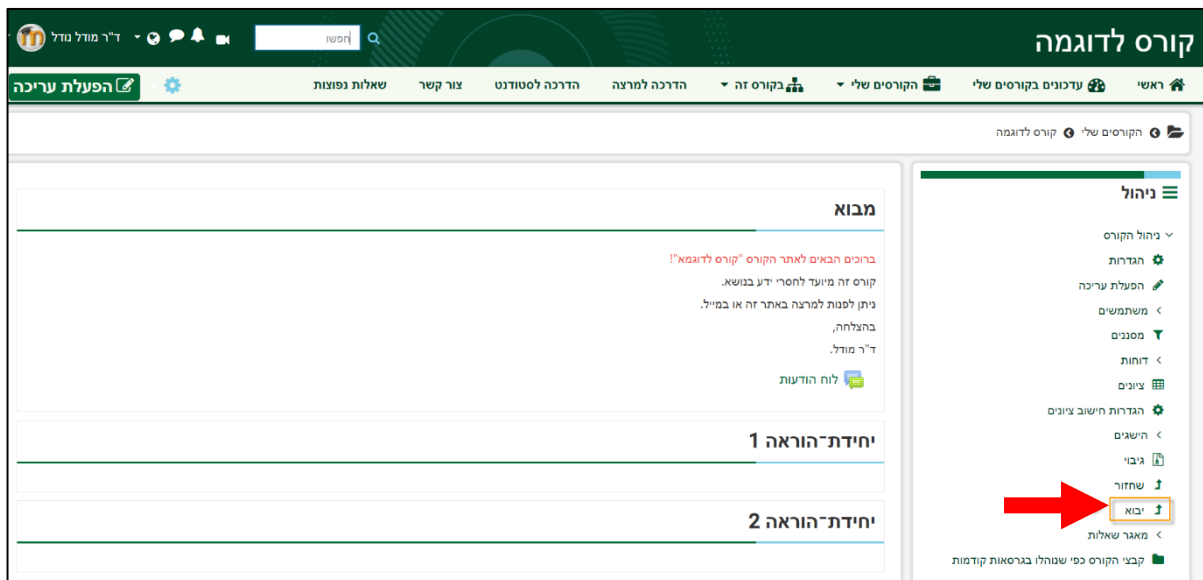 קורס לדוגמה
חפשו
ד"ר מודל נודל
ראשי
עדכונים בקורסים שלי
הקורסים שלי
בקורס זה
הדרכה למרצה
הדרכה לסטודנט
צור קשר
שאלות נפוצות
הפעלת עריכה
הקורסים שלי
קורס לדוגמה
ניהול
ניהול הקורס
הגדרות
הפעלת עריכה
משתמשים
מסננים
דוחות
ציונים
הגדרות חישוב ציונים
הישגים
גיבוי
שחזור
יבוא
מאגר שאלות
קבצי הקורס כפי שנוהלו בגרסאות קודמות
מבוא
ברוכים הבאים לאתר הקורס "קורס לדוגמא"!
קורס זה מיועד לחסרי ידע בנושא.
ניתן לפנות למרצה באתר זה או במייל.
בהצלחה,
ד"ר מודל.
לוח הודעות
יחידת־הוראה 1
יחידת־הוראה 2